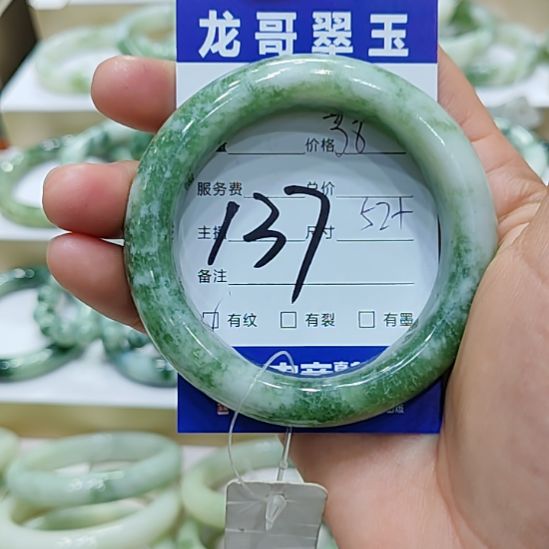 龙哥翠玉
价格 38
服务费 总价
137
主播 尺寸 52+
备注
□ 有纹 □ 有裂 □ 有墨